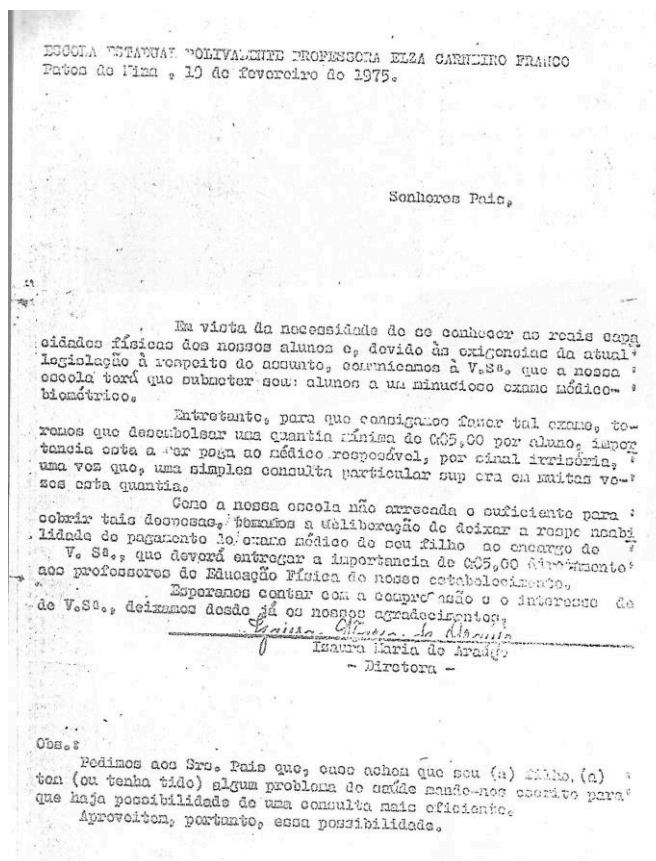 ESCOLA ESTADUAL POLIVALENTE PROFESSORA ELZA CARNEIRO FRANCO
Patos de Mina , 19 de fevereiro de 1975.
Senhores Pais,
Em vista da necessidade de se conhecer as reais capa
cidades físicas dos nossos alunos e, devido às exigencias da atual
legislação à respeito do assunto, comunicamos à V.Sª. que a nossa
escola terá que submeter seus alunos a um minucioso exame médico-
biométrico.
Entretanto, para que consigamos fazer tal exame, te-
remos que desembolsar uma quantia mínima de 5,00 por aluno, impor
tancia esta a ser paga ao médico resposável, por sinal irrisória,
uma vez que, uma simples consulta particular sup era em muitas ve-
zes esta quantia.
Como a nossa escola não arrecada o suficiente para
cobrir tais despesas, tomamos a deliberação de deixar a respo nsabi
lidade do pagamento do exame médico de seu filho ao encargo de
V. Sª., que deverá entregar a importancia de 5,00 diretamente
aos professores de Educação Física do nosso estabelecimento.
Esperamos contar com a compreensão e o interesse de
de V.Sª., deixamos desde já os nossos agradecimentos,
Isaura Maria de Araujo
Isaura Maria de Araújo
- Diretora -
Obs.:
Pedimos aos Srs. Pais que, caso achem que seu (a) filho, (a)
tem (ou tenha tido) algum problema de saúde mande-nos escrito para
que haja possibilidade de uma consulta mais eficiente.
Aproveitem, portanto, essa possibilidade.